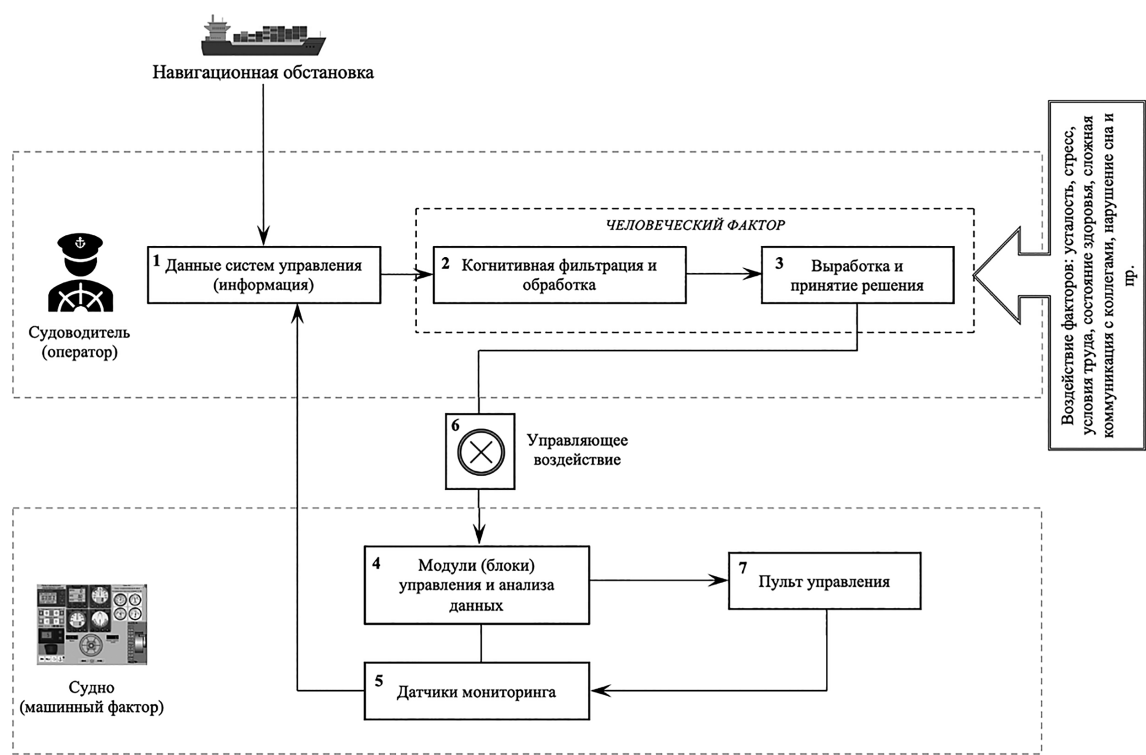 Навигационная обстановка
ЧЕЛОВЕЧЕСКИЙ ФАКТОР
1 Данные систем управления
(информация)
2 Когнитивная фильтрация и
обработка
3 Выработка и
принятие решения
Судоводитель
(оператор)
Воздействие факторов: усталость, стресс,
условия труда, состояние здоровья, сложная
коммуникация с коллегами, нарушение сна и
пр.
6
Управляющее
воздействие
4 Модули (блоки)
управления и анализа
данных
7 Пульт управления
5 Датчики мониторинга
Судно
(машинный фактор)